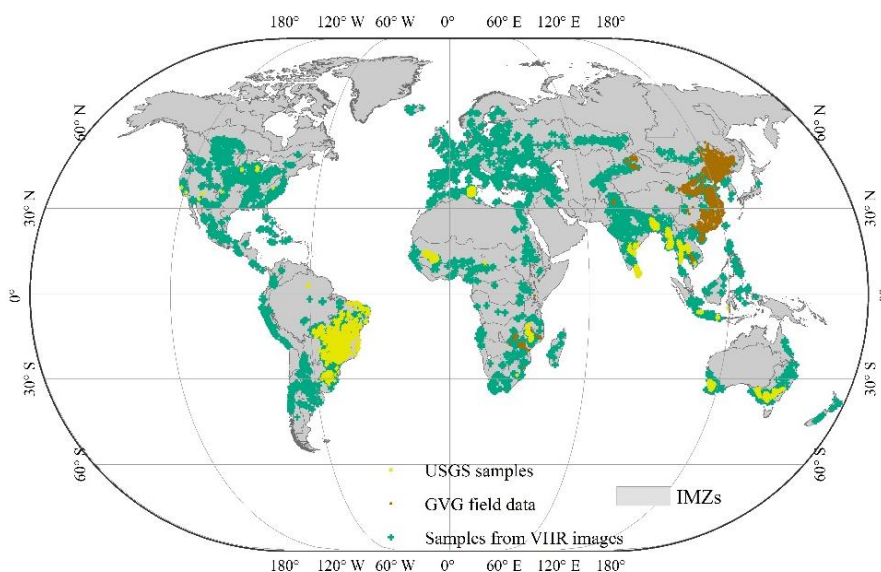 180° 120° W 60° W 0° 60° E 120° E 180°
60° N 60° N
30° N 30° N
0° 0°
30° S 30° S
60° S 60° S
USGS samples
GVG field data
IMZs
Samples from VHR images
180° 120° W 60° W 0° 60° E 120° E 180°